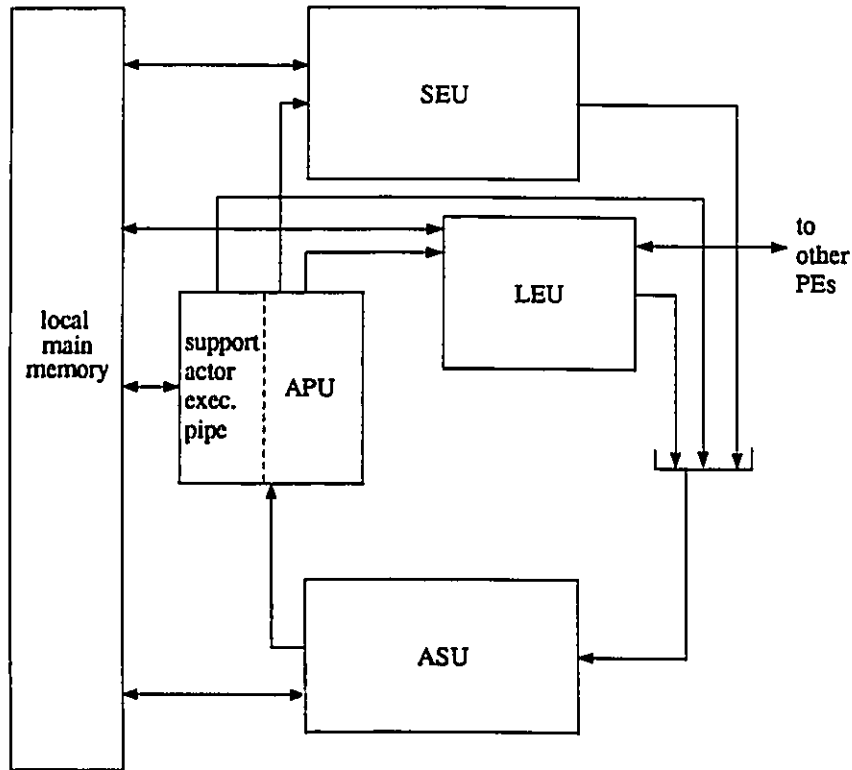 SEU
to
other
PEs
LEU
local
main
memory
support
actor
exec.
pipe
APU
ASU